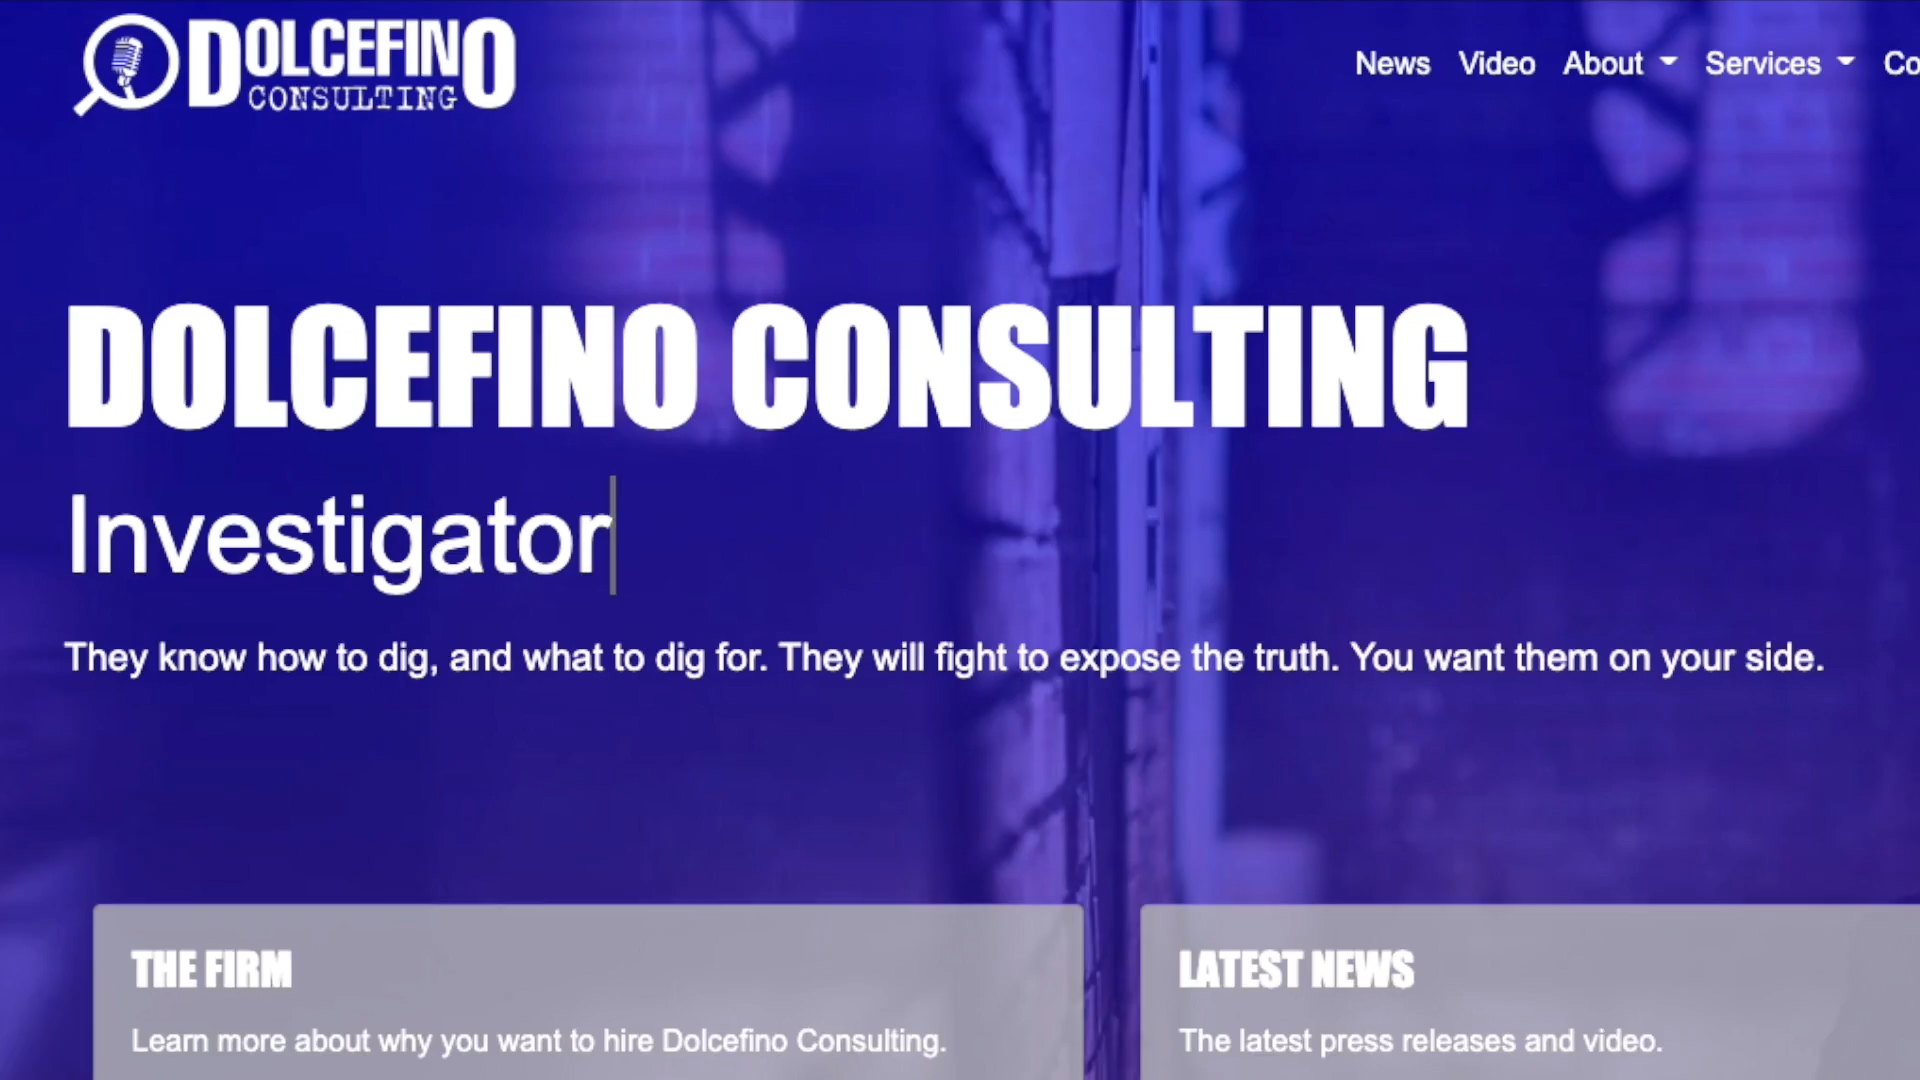 DOLCEFINO
CONSULTING
News Video About Services Co
DOLCEFINO CONSULTING
Investigator
They know how to dig, and what to dig for. They will fight to expose the truth. You want them on your side.
THE FIRM
Learn more about why you want to hire Dolcefino Consulting.
LATEST NEWS
The latest press releases and video.